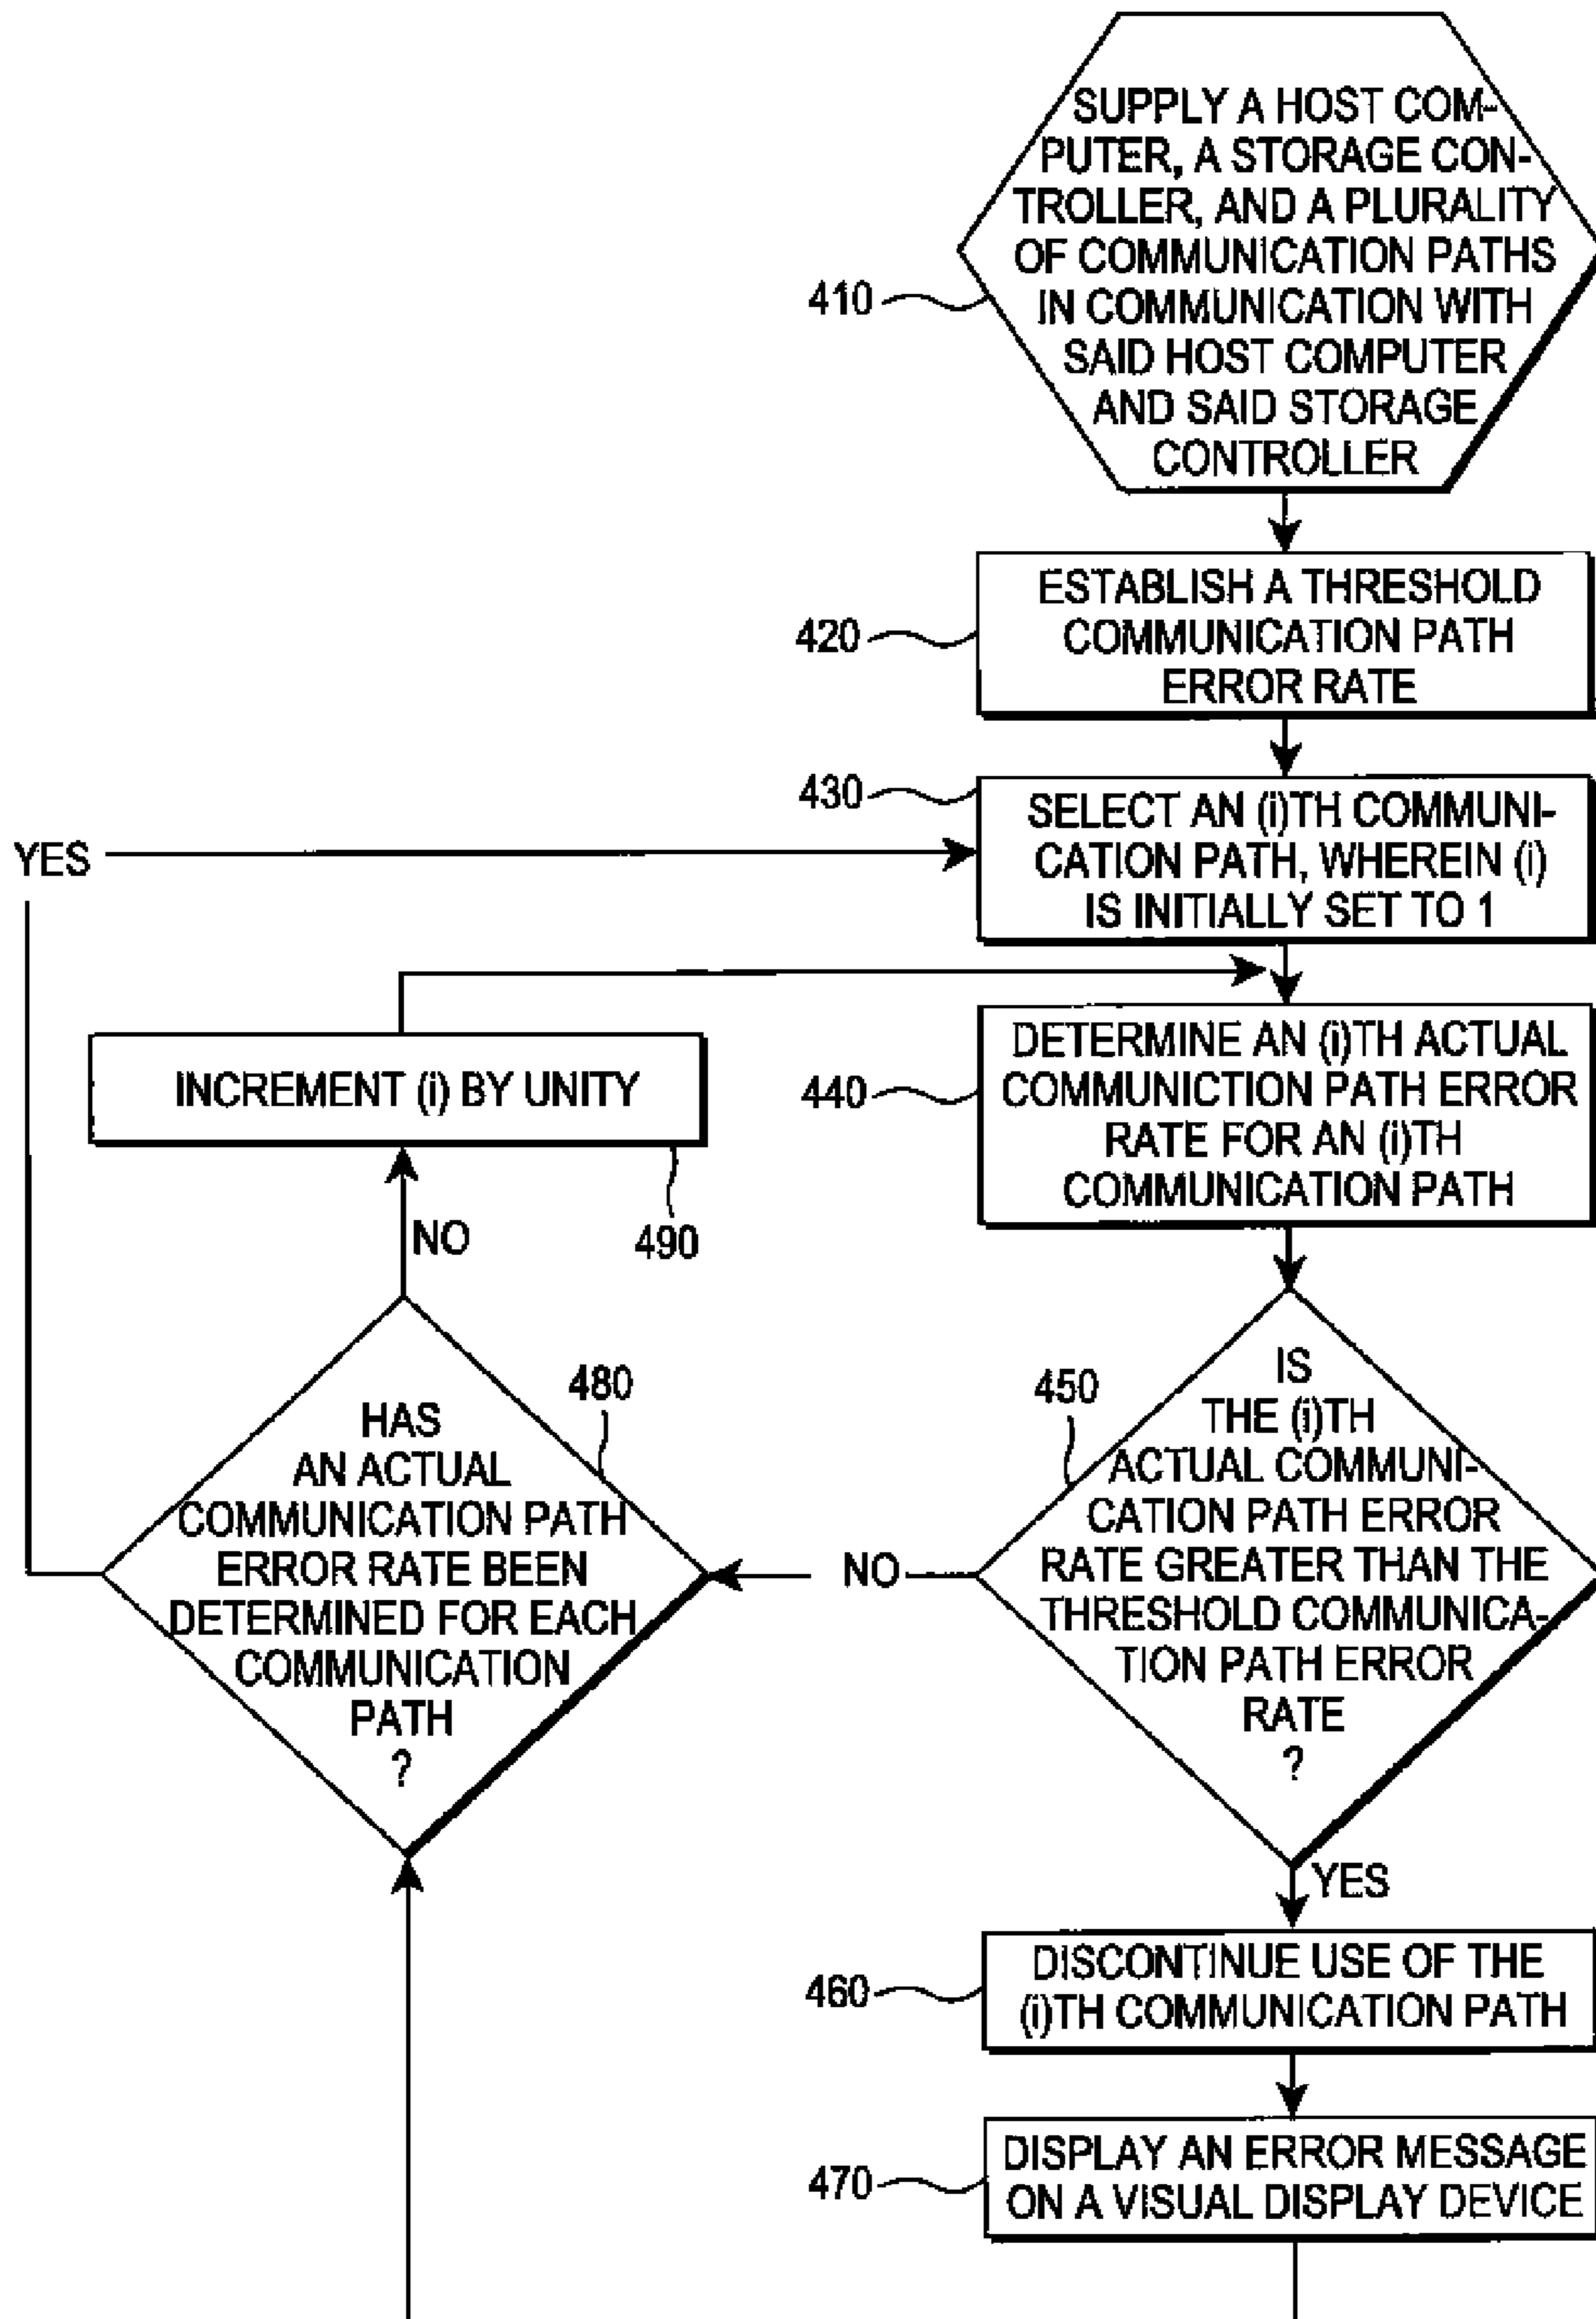 SUPPLY A HOST COM-
PUTER, A STORAGE CON-
TROLLER, AND A PLURALITY
OF COMMUNICATION PATHS
IN COMMUNICATION WITH
SAID HOST COMPUTER
AND SAID STORAGE
CONTROLLER
410
ESTABLISH A THRESHOLD
COMMUNICATION PATH
ERROR RATE
420
430
SELECT AN (i)TH COMMUNI-
CATION PATH, WHEREIN (i)
IS INITIALLY SET TO 1
YES
DETERMINE AN (i)TH ACTUAL
COMMUNICTION PATH ERROR
RATE FOR AN (i)TH
COMMUNICATION PATH
440
INCREMENT (i) BY UNITY
490
NO
450
IS
THE (i)TH
ACTUAL COMMUNI-
CATION PATH ERROR
RATE GREATER THAN THE
THRESHOLD COMMUNICA-
TION PATH ERROR
RATE
?
NO
480
HAS
AN ACTUAL
COMMUNICATION PATH
ERROR RATE BEEN
DETERMINED FOR EACH
COMMUNICATION
PATH
?
YES
460
DISCONTINUE USE OF THE
(i)TH COMMUNICATION PATH
470
DISPLAY AN ERROR MESSAGE
ON A VISUAL DISPLAY DEVICE